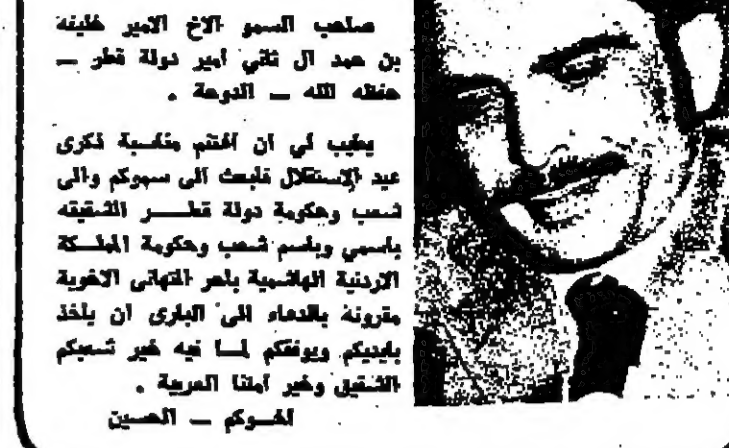 صاحب السمو الاخ الامير خليفه
بن حمد ال ثاني امير دولة قطر —
حفظه الله — الدوحة .
يطيب لي ان اغتنم مناسبة ذكرى
عيد الاستقلال فابعث الى سموكم والى
شعب وحكومة دولة قطر الشقيقه
باسمي وباسم شعب وحكومة المملكة
الاردنية الهاشمية باحر التهانى الاخوية
مقرونة بالدعاء الى البارى ان ياخذ
بايديكم ويوفقكم لما فيه خير شعبكم
الشقيق وخير امتنا العربية .
اخوكم — الحسين